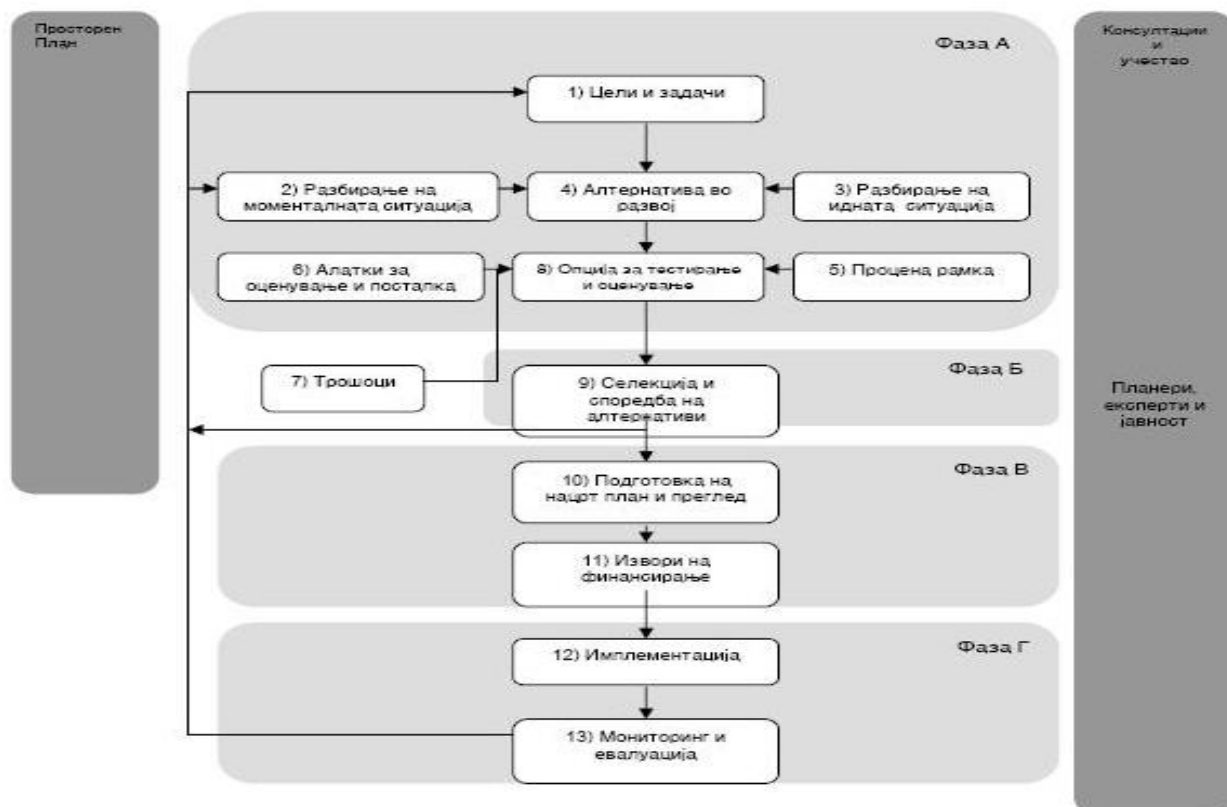 Просторен
План
Фаза А
Консултации
и
учество
1) Цели и задачи
2) Разбирање на
моменталната ситуација
4) Алтернатива во
развој
3) Разбирање на
идната ситуација
6) Алатки за
оценување и постапка
8) Опција за тестирање
и оценување
5) Процена рамка
Фаза Б
7) Трошоци
9) Селекција и
споредба на
алтернативи
Планери,
експерти и
јавност
Фаза В
10) Подготовка на
нацрт план и преглед
11) Извори на
финансирање
Фаза Г
12) Имплементација
13) Мониторинг и
евалуација